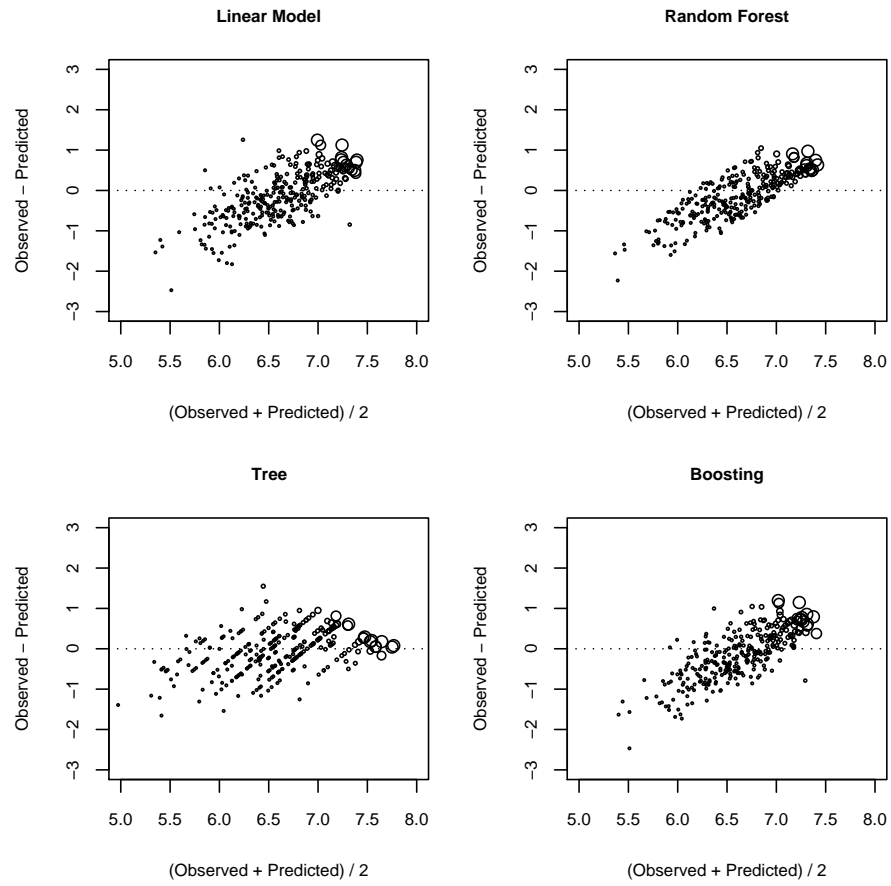 Linear Model
Observed − Predicted
3
2
1
0
−1
−2
−3
5.0 5.5 6.0 6.5 7.0 7.5 8.0
(Observed + Predicted) / 2
Random Forest
Observed − Predicted
3
2
1
0
−1
−2
−3
5.0 5.5 6.0 6.5 7.0 7.5 8.0
(Observed + Predicted) / 2
Tree
Observed − Predicted
3
2
1
0
−1
−2
−3
5.0 5.5 6.0 6.5 7.0 7.5 8.0
(Observed + Predicted) / 2
Boosting
Observed − Predicted
3
2
1
0
−1
−2
−3
5.0 5.5 6.0 6.5 7.0 7.5 8.0
(Observed + Predicted) / 2